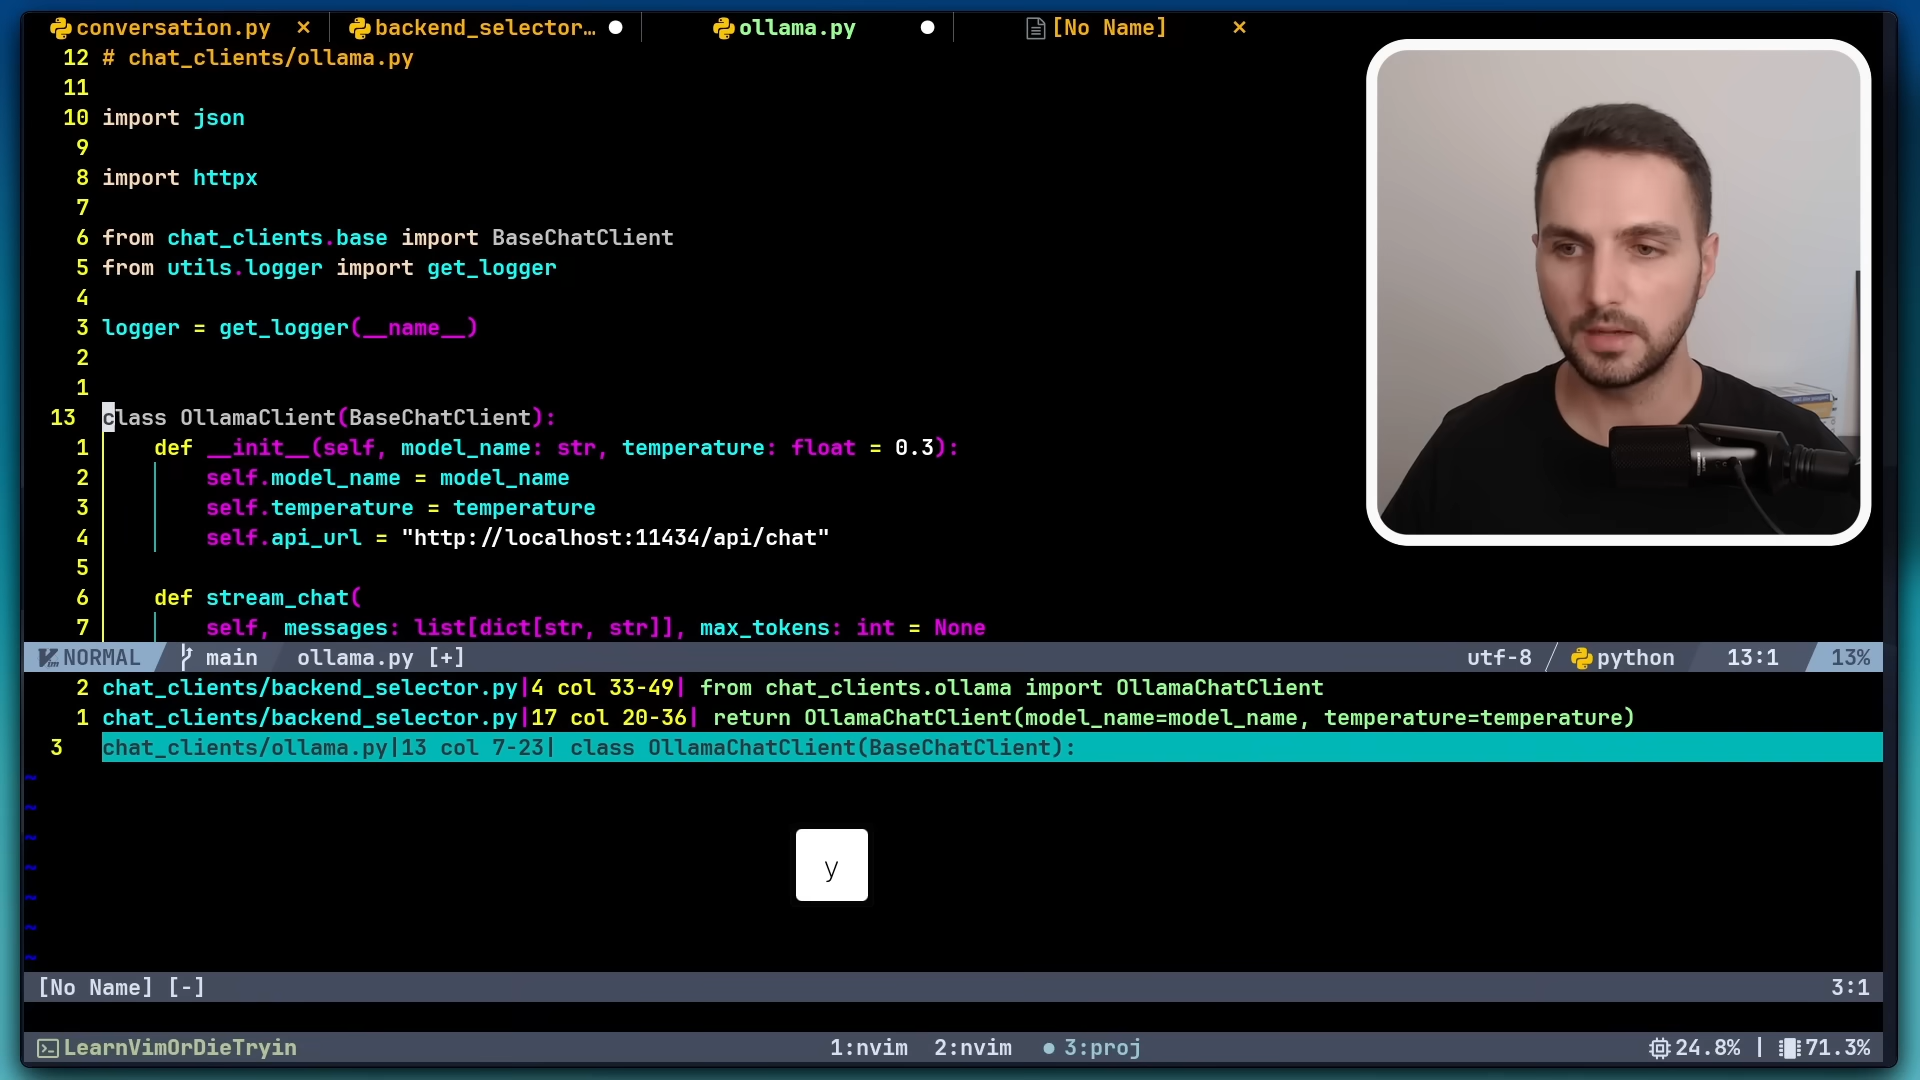 conversation.py ×
backend_selector… ●
ollama.py ●
[No Name] ×
12 # chat_clients/ollama.py
11
10 import json
9
8 import httpx
7
6 from chat_clients.base import BaseChatClient
5 from utils.logger import get_logger
4
3 logger = get_logger(__name__)
2
1
13 class OllamaClient(BaseChatClient):
1 def __init__(self, model_name: str, temperature: float = 0.3):
2 self.model_name = model_name
3 self.temperature = temperature
4 self.api_url = "http://localhost:11434/api/chat"
5
6 def stream_chat(
7 self, messages: list[dict[str, str]], max_tokens: int = None
NORMAL main ollama.py [+] utf-8 python 13:1 13%
2 chat_clients/backend_selector.py|4 col 33-49| from chat_clients.ollama import OllamaChatClient
1 chat_clients/backend_selector.py|17 col 20-36| return OllamaChatClient(model_name=model_name, temperature=temperature)
3 chat_clients/ollama.py|13 col 7-23| class OllamaChatClient(BaseChatClient):
~
~
~
~
~
~
~
y
[No Name] [-] 3:1
LearnVimOrDieTryin 1:nvim 2:nvim ● 3:proj 24.8% | 71.3%